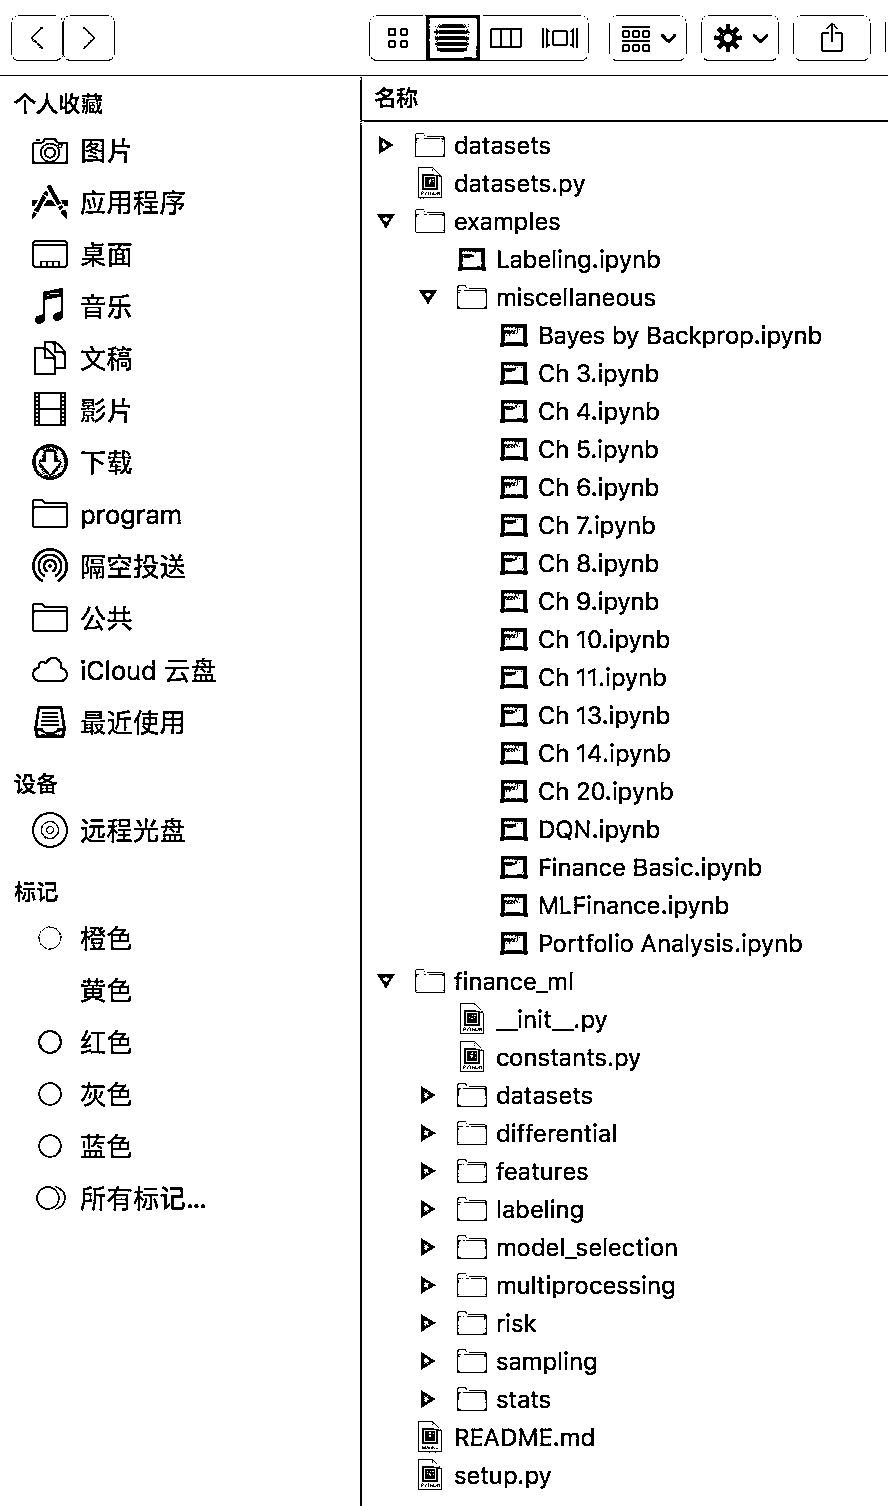 个人收藏
图片
应用程序
桌面
音乐
文稿
影片
下载
program
隔空投送
公共
iCloud 云盘
最近使用
设备
远程光盘
标记
橙色
黄色
红色
灰色
蓝色
所有标记...
名称
datasets
datasets.py
examples
Labeling.ipynb
miscellaneous
Bayes by Backprop.ipynb
Ch 3.ipynb
Ch 4.ipynb
Ch 5.ipynb
Ch 6.ipynb
Ch 7.ipynb
Ch 8.ipynb
Ch 9.ipynb
Ch 10.ipynb
Ch 11.ipynb
Ch 13.ipynb
Ch 14.ipynb
Ch 20.ipynb
DQN.ipynb
Finance Basic.ipynb
MLFinance.ipynb
Portfolio Analysis.ipynb
finance_ml
__init__.py
constants.py
datasets
differential
features
labeling
model_selection
multiprocessing
risk
sampling
stats
README.md
setup.py